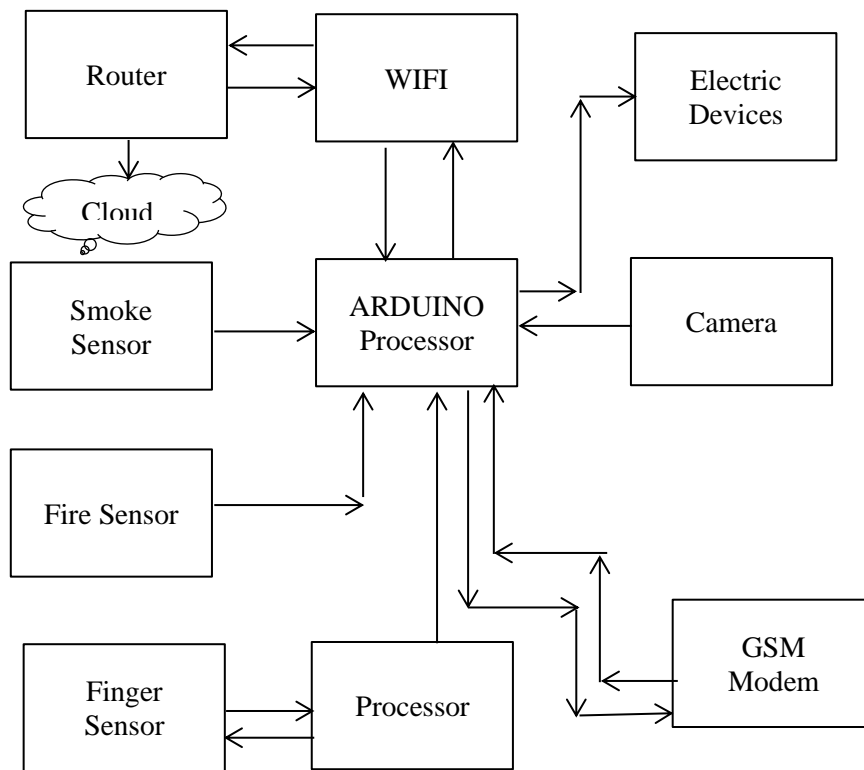 Router
WIFI
Electric
Devices
Cloud
Smoke
Sensor
ARDUINO
Processor
Camera
Fire Sensor
GSM
Modem
Finger
Sensor
Processor